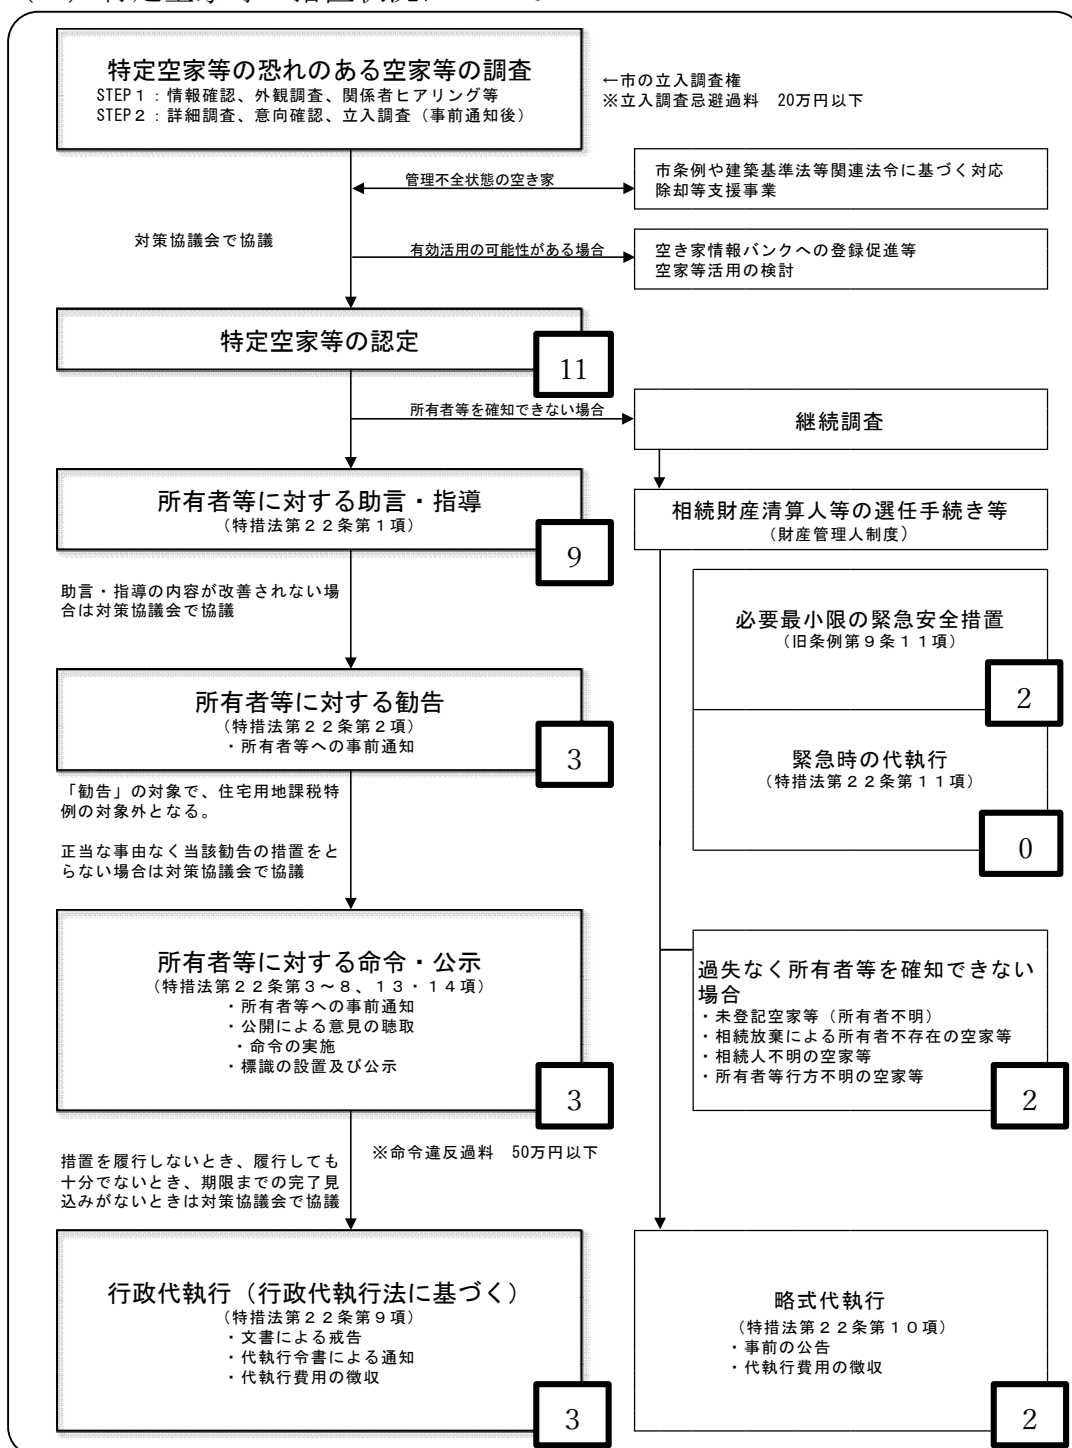 特定空家等の恐れのある空家等の調査
STEP１：情報確認、外観調査、関係者ヒアリング等
STEP２：詳細調査、意向確認、立入調査（事前通知後）
←市の立入調査権
※立入調査忌避過料　20万円以下
管理不全状態の空き家
市条例や建築基準法等関連法令に基づく対応
除却等支援事業
対策協議会で協議
有効活用の可能性がある場合
空き家情報バンクへの登録促進等
空家等活用の検討
特定空家等の認定
11
所有者等を確知できない場合
継続調査
所有者等に対する助言・指導
（特措法第２２条第１項）
9
相続財産清算人等の選任手続き等
（財産管理人制度）
助言・指導の内容が改善されない場
合は対策協議会で協議
必要最小限の緊急安全措置
（旧条例第９条１１項）
2
所有者等に対する勧告
（特措法第２２条第２項）
・所有者等への事前通知
3
緊急時の代執行
（特措法第２２条第１１項）
0
「勧告」の対象で、住宅用地課税特
例の対象外となる。
正当な事由なく当該勧告の措置をと
らない場合は対策協議会で協議
所有者等に対する命令・公示
（特措法第２２条第３～８、１３・１４項）
・所有者等への事前通知
・公開による意見の聴取
・命令の実施
・標識の設置及び公示
3
過失なく所有者等を確知できない
場合
・未登記空家等（所有者不明）
・相続放棄による所有者不存在の空家等
・相続人不明の空家等
・所有者等行方不明の空家等
2
※命令違反過料　50万円以下
措置を履行しないとき、履行しても
十分でないとき、期限までの完了見
込みがないときは対策協議会で協議
行政代執行（行政代執行法に基づく）
（特措法第２２条第９項）
・文書による戒告
・代執行令書による通知
・代執行費用の徴収
3
略式代執行
（特措法第２２条第１０項）
・事前の公告
・代執行費用の徴収
2